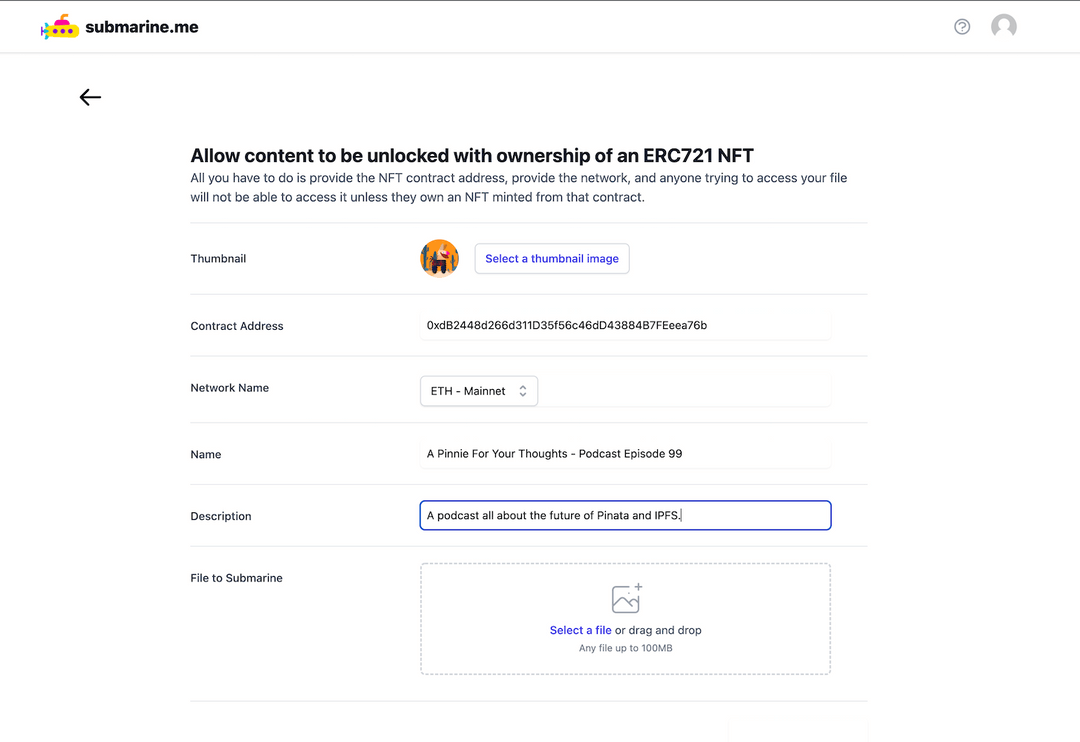 submarine.me
Allow content to be unlocked with ownership of an ERC721 NFT
All you have to do is provide the NFT contract address, provide the network, and anyone trying to access your file
will not be able to access it unless they own an NFT minted from that contract.
Thumbnail
Select a thumbnail image
Contract Address
0xdB2448d266d311D35f56c46dD43884B7FEeea76b
Network Name
ETH - Mainnet
Name
A Pinnie For Your Thoughts - Podcast Episode 99
Description
A podcast all about the future of Pinata and IPFS.
File to Submarine
Select a file or drag and drop
Any file up to 100MB